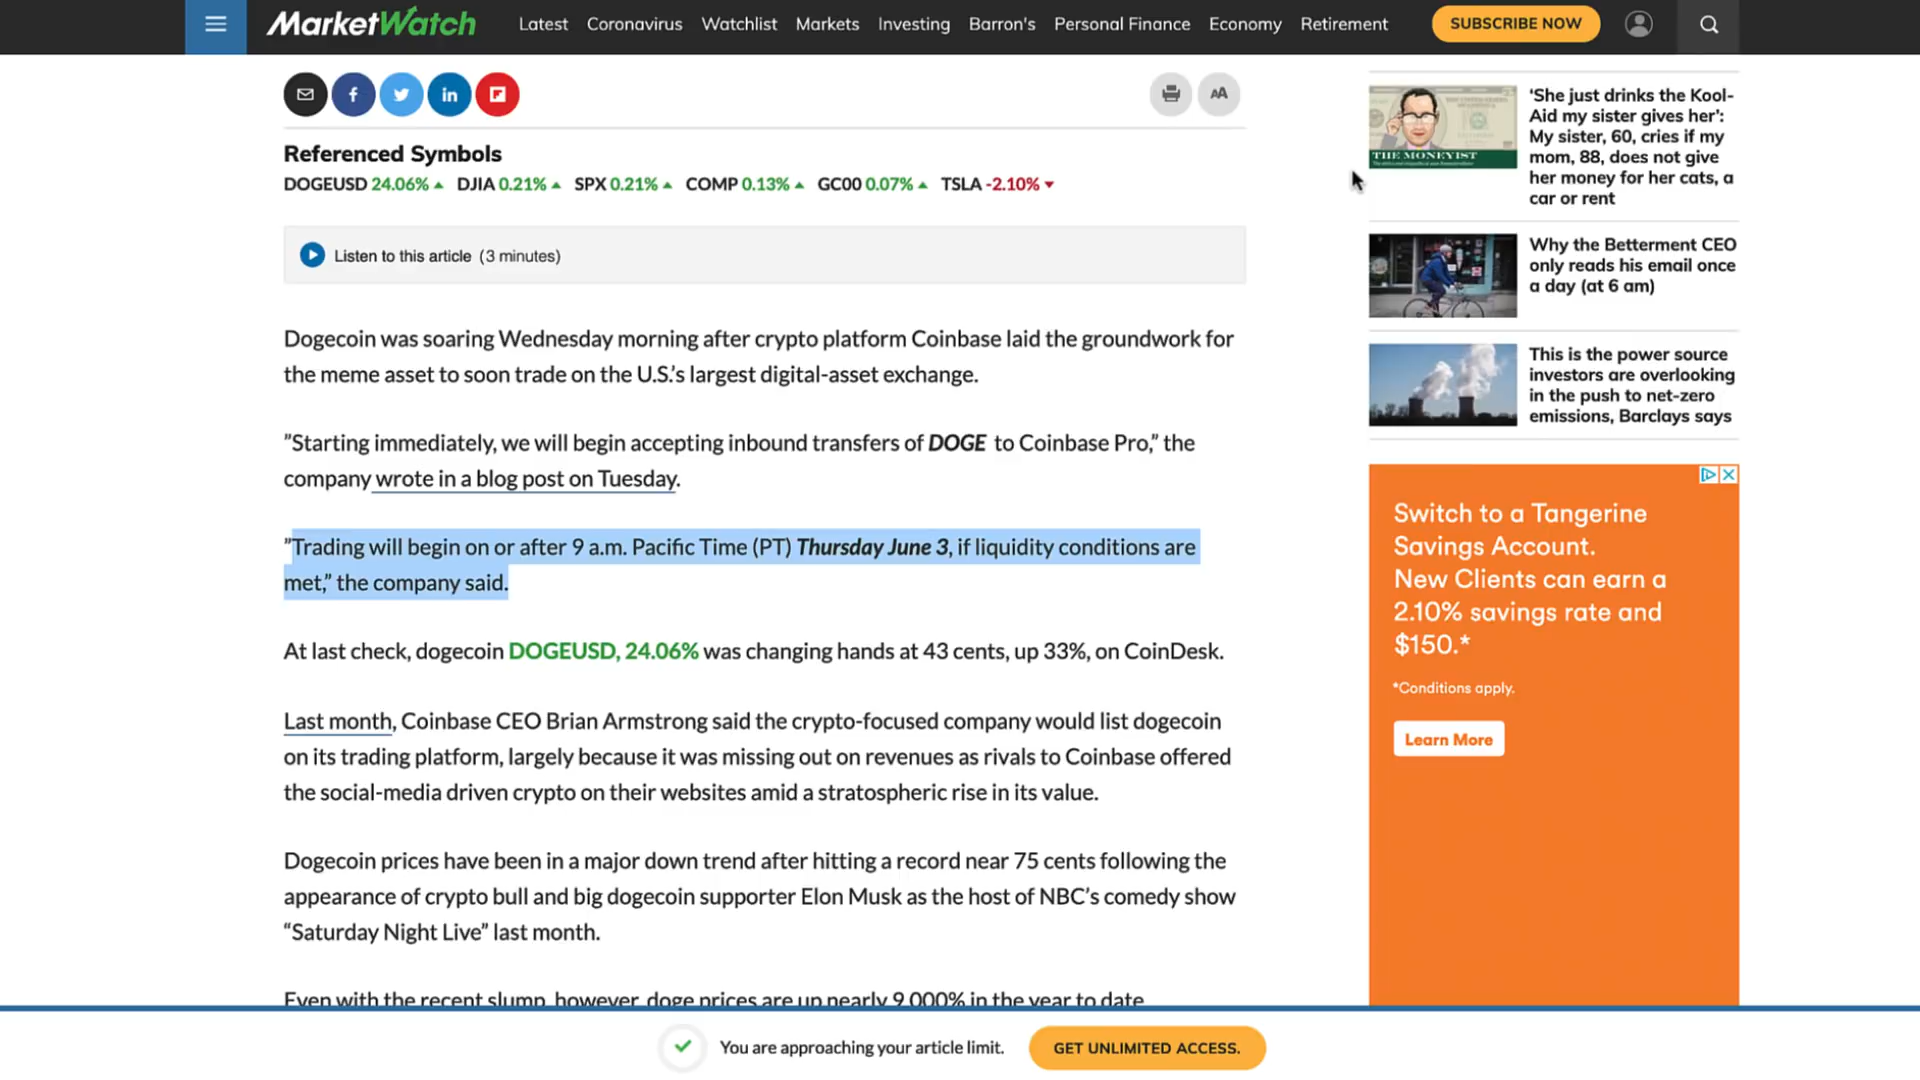 MarketWatch
Latest Coronavirus Watchlist Markets Investing Barron's Personal Finance Economy Retirement
SUBSCRIBE NOW
in
AA
Referenced Symbols
DOGEUSD 24.06% DJIA 0.21% SPX 0.21% COMP 0.13% GC00 0.07% TSLA -2.10%
Listen to this article (3 minutes)
Dogecoin was soaring Wednesday morning after crypto platform Coinbase laid the groundwork for
the meme asset to soon trade on the U.S.'s largest digital-asset exchange.
"Starting immediately, we will begin accepting inbound transfers of DOGE to Coinbase Pro," the
company wrote in a blog post on Tuesday.
"Trading will begin on or after 9 a.m. Pacific Time (PT) Thursday June 3, if liquidity conditions are
met," the company said.
At last check, dogecoin DOGEUSD, 24.06% was changing hands at 43 cents, up 33%, on CoinDesk.
Last month, Coinbase CEO Brian Armstrong said the crypto-focused company would list dogecoin
on its trading platform, largely because it was missing out on revenues as rivals to Coinbase offered
the social-media driven crypto on their websites amid a stratospheric rise in its value.
Dogecoin prices have been in a major down trend after hitting a record near 75 cents following the
appearance of crypto bull and big dogecoin supporter Elon Musk as the host of NBC's comedy show
"Saturday Night Live" last month.
Even with the recent slump, however, doge prices are up nearly 9,000% in the year to date
THE MONEYIST
'She just drinks the Kool-
Aid my sister gives her':
My sister, 60, cries if my
mom, 88, does not give
her money for her cats, a
car or rent
Why the Betterment CEO
only reads his email once
a day (at 6 am)
This is the power source
investors are overlooking
in the push to net-zero
emissions, Barclays says
Switch to a Tangerine
Savings Account.
New Clients can earn a
2.10% savings rate and
$150.*
*Conditions apply.
Learn More
You are approaching your article limit.
GET UNLIMITED ACCESS.